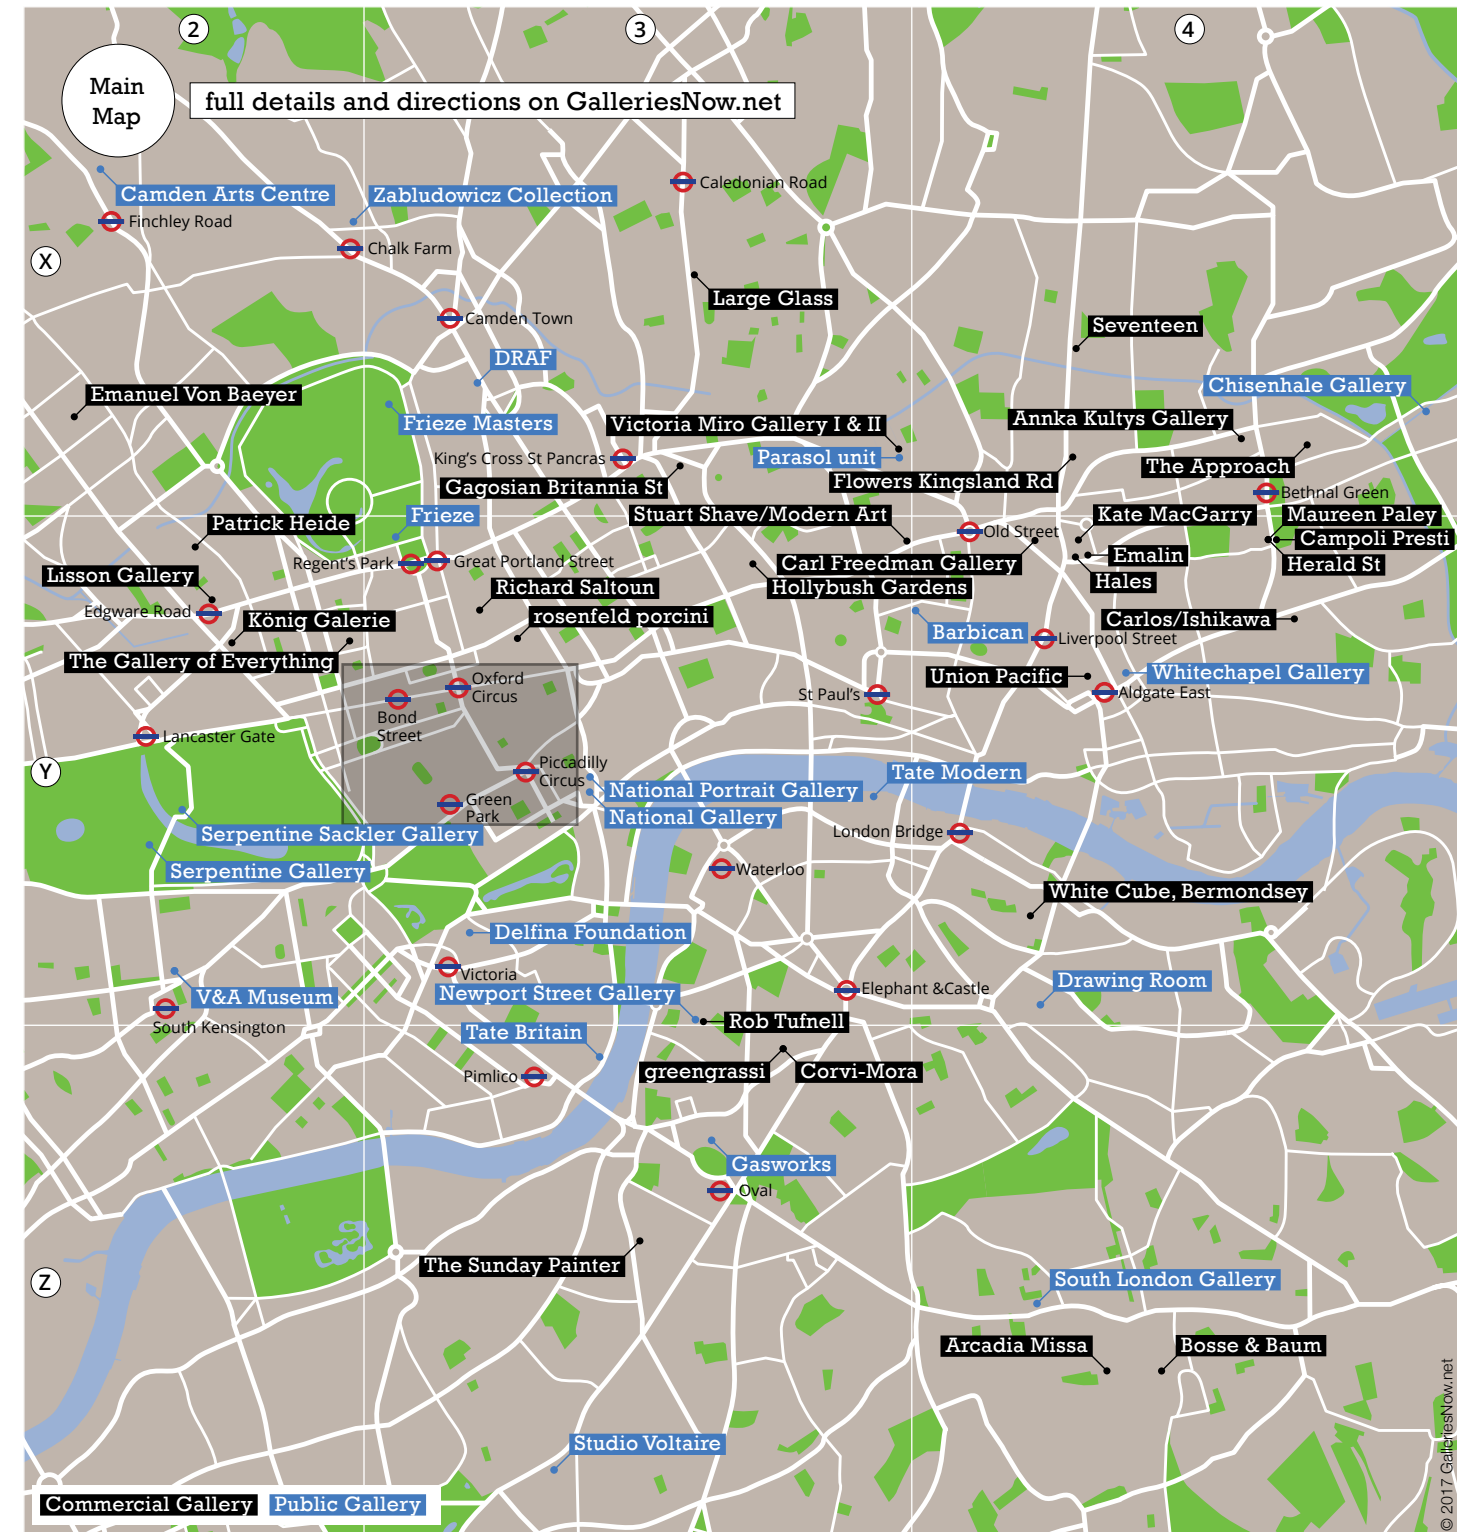 2
3
4
Main
Map
full details and directions on GalleriesNow.net
Camden Arts Centre
Zabludowicz Collection
Caledonian Road
Finchley Road
Chalk Farm
X
Large Glass
Camden Town
Seventeen
DRAF
Chisenhale Gallery
Emanuel Von Baeyer
Frieze Masters
Victoria Miro Gallery I & II
Annka Kultys Gallery
King's Cross St Pancras
Parasol unit
The Approach
Gagosian Britannia St
Flowers Kingsland Rd
Bethnal Green
Patrick Heide
Frieze
Stuart Shave/Modern Art
Old Street
Kate MacGarry
Maureen Paley
Campoli Presti
Regent's Park
Great Portland Street
Carl Freedman Gallery
Emalin
Herald St
Lisson Gallery
Richard Saltoun
Hollybush Gardens
Hales
Edgware Road
König Galerie
rosenfeld porcini
Carlos/Ishikawa
Barbican
Liverpool Street
The Gallery of Everything
Union Pacific
Whitechapel Gallery
Oxford
Circus
St Paul's
Aldgate East
Bond
Street
Lancaster Gate
Y
Piccadilly
Circus
Tate Modern
National Portrait Gallery
Green
Park
National Gallery
Serpentine Sackler Gallery
London Bridge
Serpentine Gallery
Waterloo
White Cube, Bermondsey
Delfina Foundation
Victoria
V&A Museum
Newport Street Gallery
Elephant &Castle
Drawing Room
South Kensington
Tate Britain
Rob Tufnell
Pimlico
greengrassi
Corvi-Mora
Gasworks
Oval
The Sunday Painter
Z
South London Gallery
Arcadia Missa
Bosse & Baum
Studio Voltaire
Commercial Gallery
Public Gallery
© 2017 GalleriesNow.net